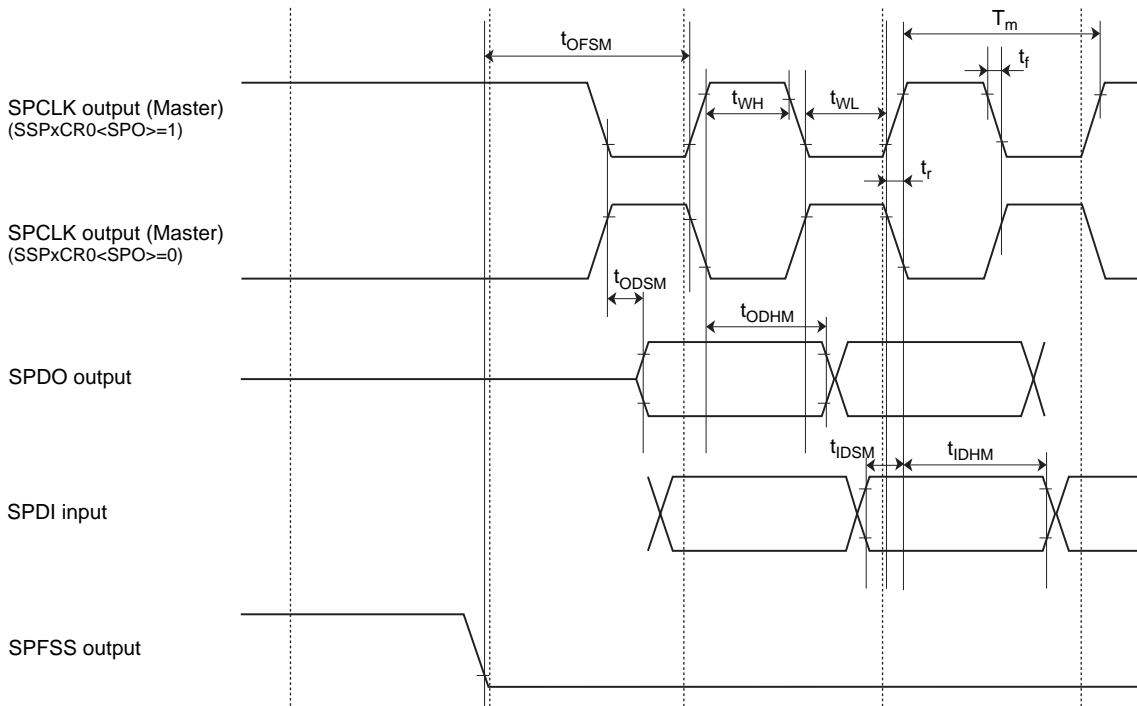 T_m
t_OFSM
t_f
SPCLK output (Master)
(SSPxCR0<SPO>=1)
t_WH
t_WL
t_r
SPCLK output (Master)
(SSPxCR0<SPO>=0)
t_ODSM
t_ODHM
SPDO output
t_IDSM
t_IDHM
SPDI input
SPFSS output